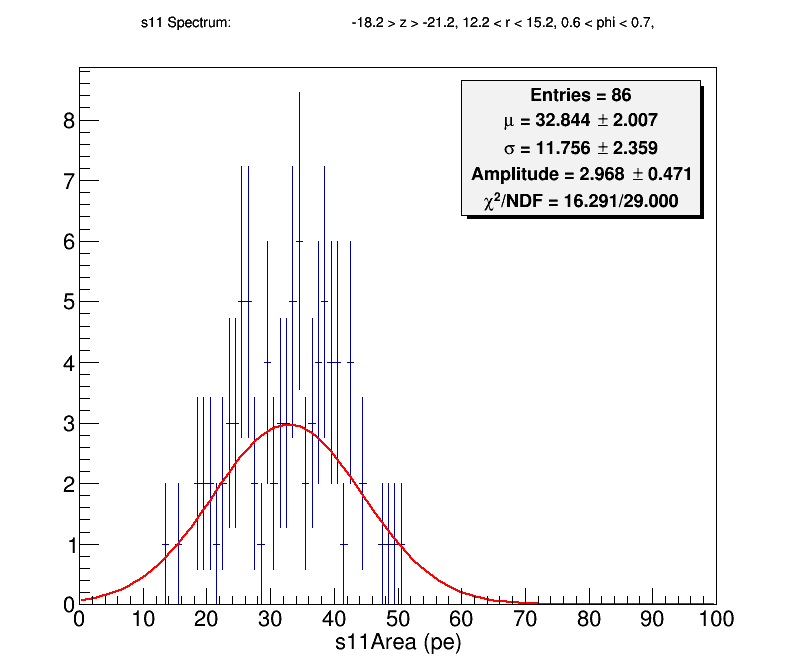 s11 Spectrum: -18.2 > z > -21.2, 12.2 < r < 15.2, 0.6 < phi < 0.7,
Entries = 86
μ = 32.844 ± 2.007
σ = 11.756 ± 2.359
Amplitude = 2.968 ± 0.471
χ²/NDF = 16.291/29.000
8
7
6
5
4
3
2
1
0
0 10 20 30 40 50 60 70 80 90 100
s11Area (pe)